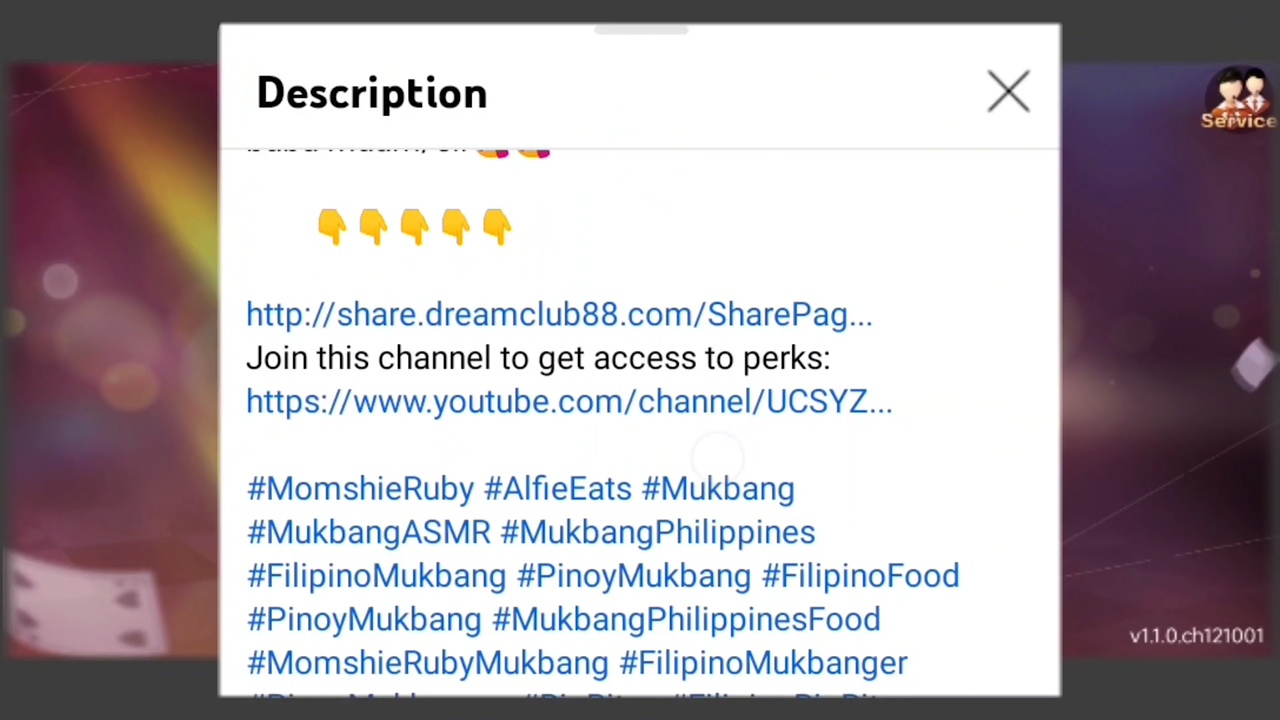 Description
Service
👇👇👇👇👇
http://share.dreamclub88.com/SharePag...
Join this channel to get access to perks:
https://www.youtube.com/channel/UCSYZ...
#MomshieRuby #AlfieEats #Mukbang
#MukbangASMR #MukbangPhilippines
#FilipinoMukbang #PinoyMukbang #FilipinoFood
#PinoyMukbang #MukbangPhilippinesFood
#MomshieRubyMukbang #FilipinoMukbanger
v1.1.0.ch121001